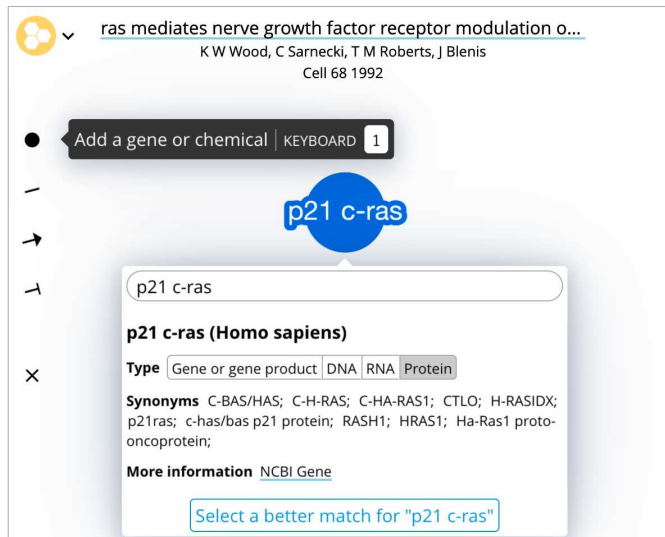 ras mediates nerve growth factor receptor modulation o...
K W Wood, C Sarnecki, T M Roberts, J Blenis
Cell 68 1992
Add a gene or chemical | KEYBOARD 1
p21 c-ras
p21 c-ras
p21 c-ras (Homo sapiens)
Type Gene or gene product DNA RNA Protein
Synonyms C-BAS/HAS; C-H-RAS; C-HA-RAS1; CTLO; H-RASIDX;
p21ras; c-has/bas p21 protein; RASH1; HRAS1; Ha-Ras1 proto-
oncoprotein;
More information NCBI Gene
Select a better match for "p21 c-ras"